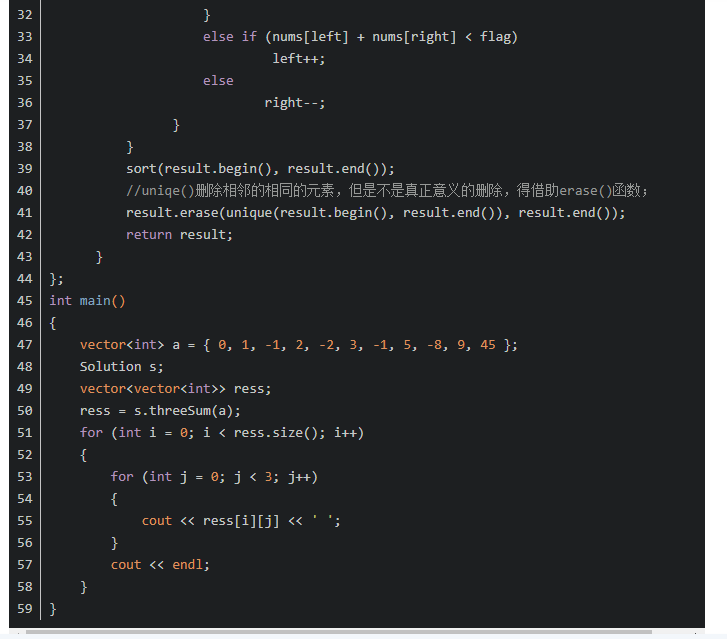 32 }
33 else if (nums[left] + nums[right] < flag)
34 left++;
35 else
36 right--;
37 }
38 }
39 sort(result.begin(), result.end());
40 //uniqe()删除相邻的相同的元素，但是不是真正意义的删除，得借助erase()函数；
41 result.erase(unique(result.begin(), result.end()), result.end());
42 return result;
43 }
44 };
45 int main()
46 {
47 vector<int> a = { 0, 1, -1, 2, -2, 3, -1, 5, -8, 9, 45 };
48 Solution s;
49 vector<vector<int>> ress;
50 ress = s.threeSum(a);
51 for (int i = 0; i < ress.size(); i++)
52 {
53 for (int j = 0; j < 3; j++)
54 {
55 cout << ress[i][j] << ' ';
56 }
57 cout << endl;
58 }
59 }